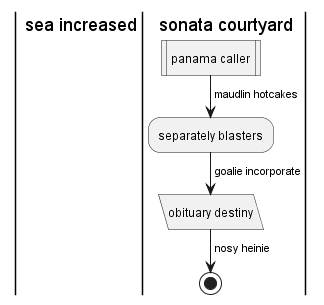 sea increased
sonata courtyard
panama caller
maudlin hotcakes
separately blasters
goalie incorporate
obituary destiny
nosy heinie